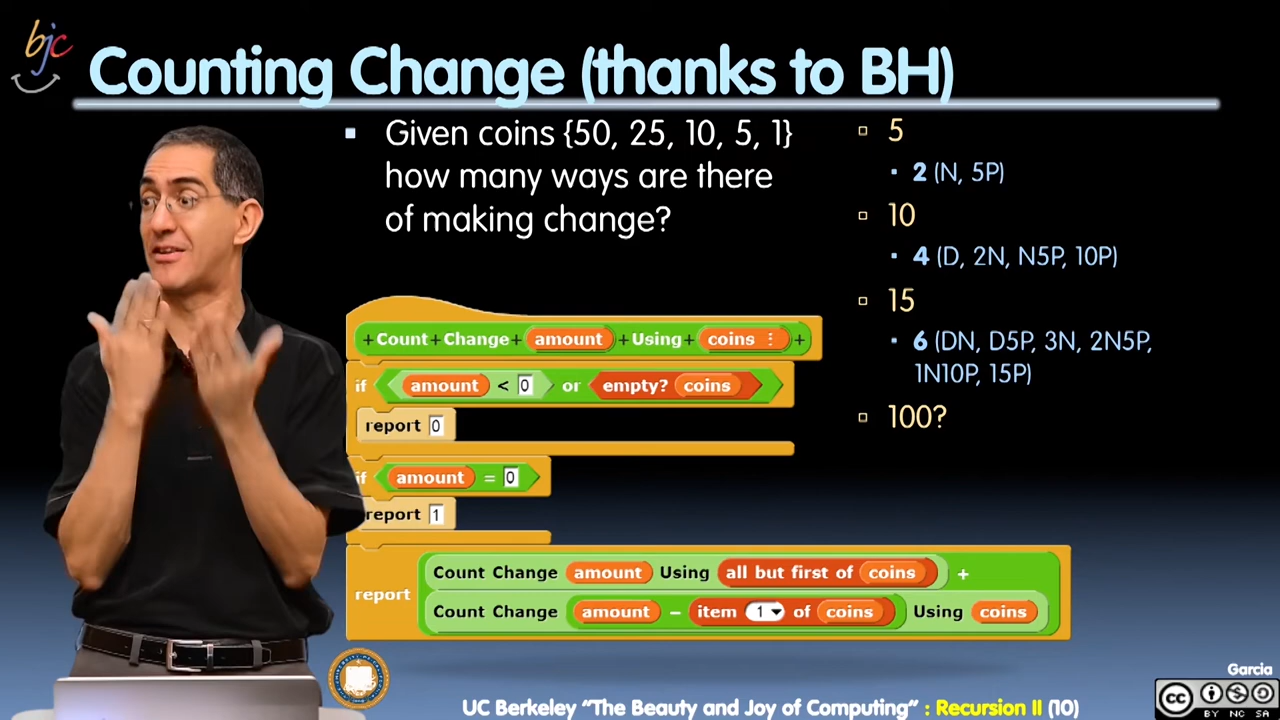 bjc
Counting Change (thanks to BH)
Given coins {50, 25, 10, 5, 1}
how many ways are there
of making change?
5
2 (N, 5P)
10
4 (D, 2N, N5P, 10P)
15
6 (DN, D5P, 3N, 2N5P,
1N10P, 15P)
100?
+Count+Change+ amount +Using+ coins ⋮ +
if amount < 0 or empty? coins
report 0
if amount = 0
report 1
report
Count Change amount Using all but first of coins +
Count Change amount - item 1 of coins Using coins
Garcia
cc
BY NC SA
UC Berkeley "The Beauty and Joy of Computing" : Recursion II (10)